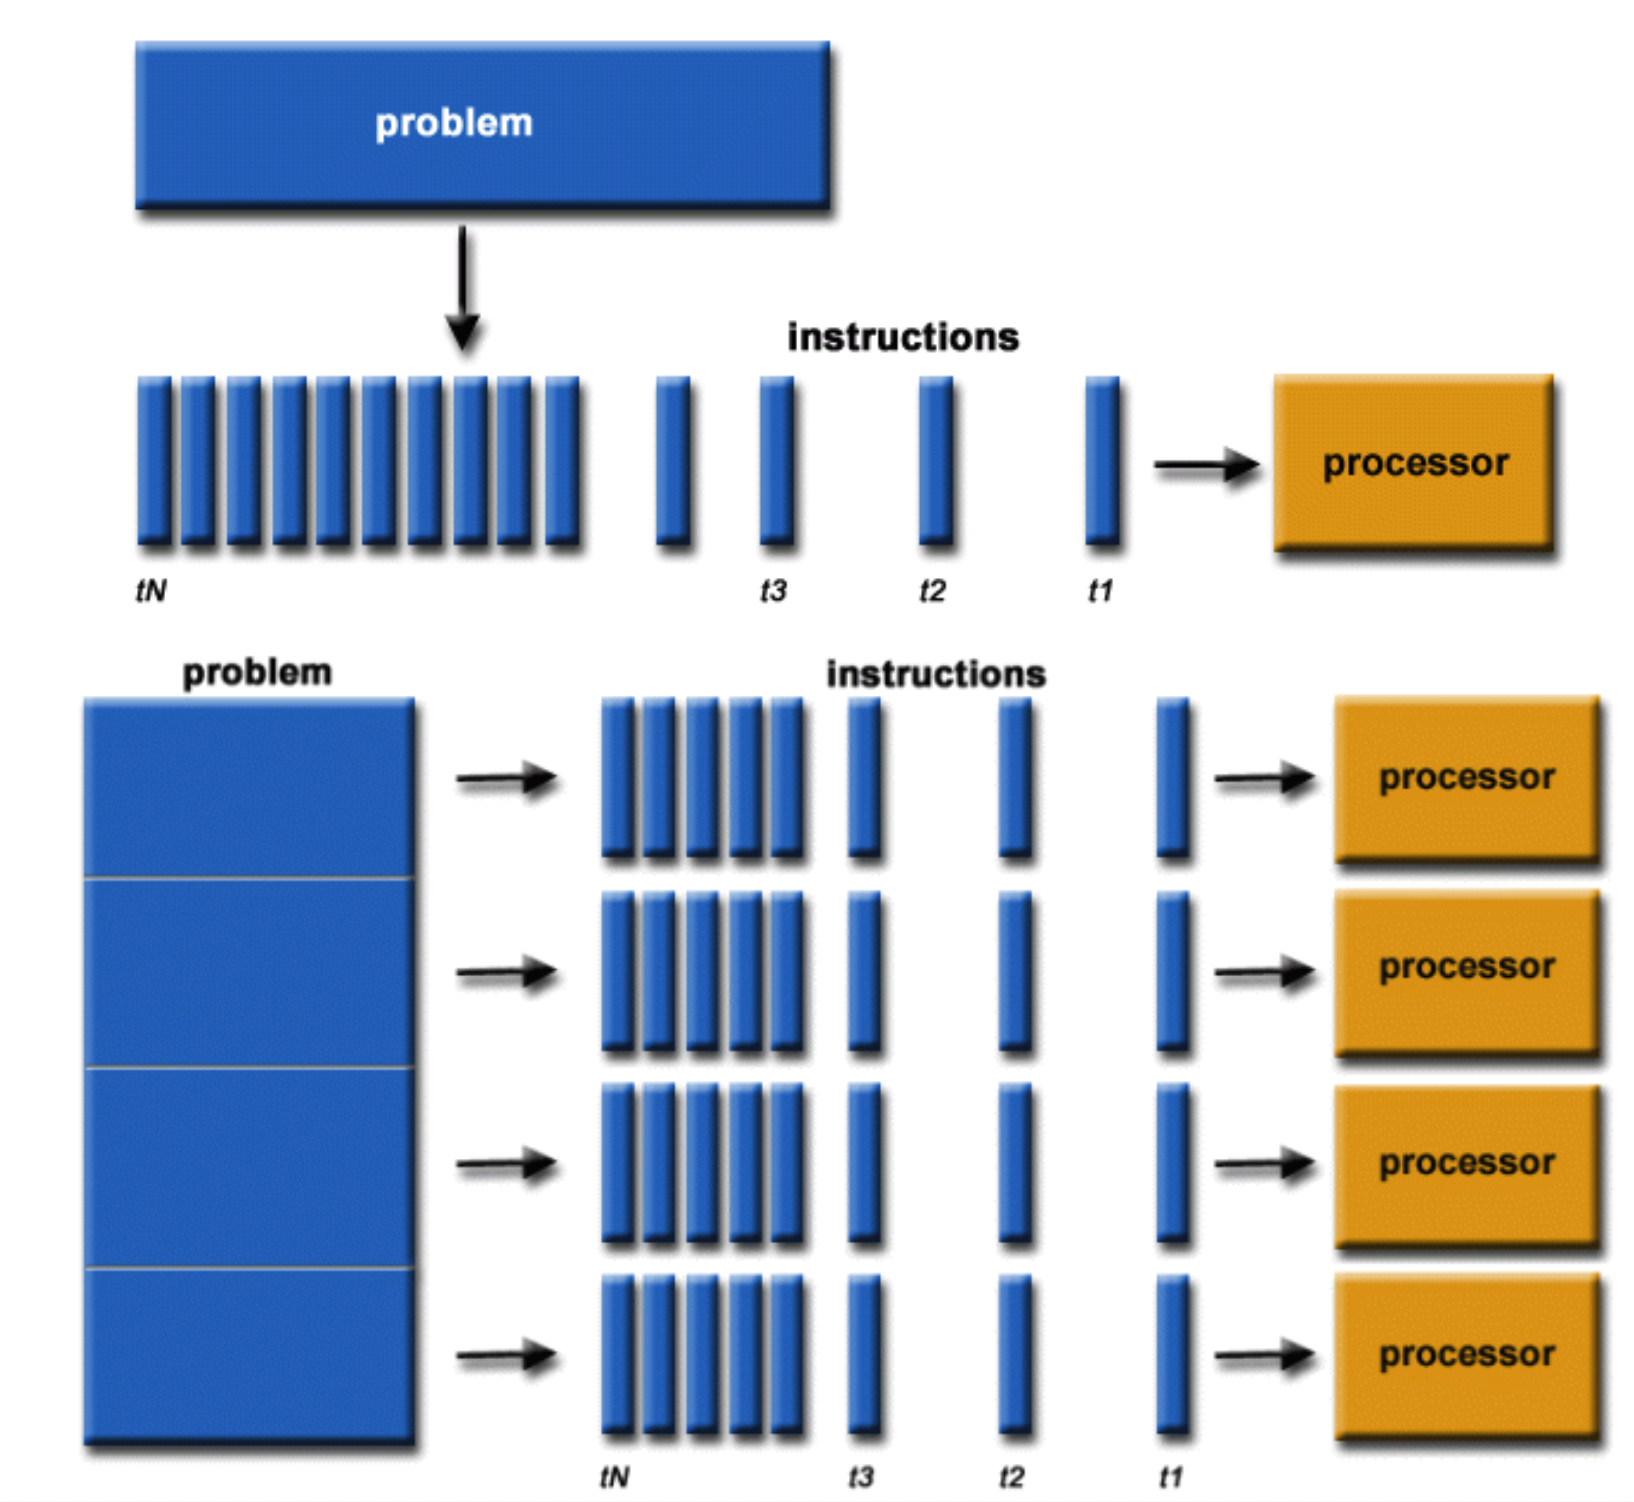 problem
instructions
processor
tN t3 t2 t1
problem instructions
processor
processor
processor
processor
tN t3 t2 t1